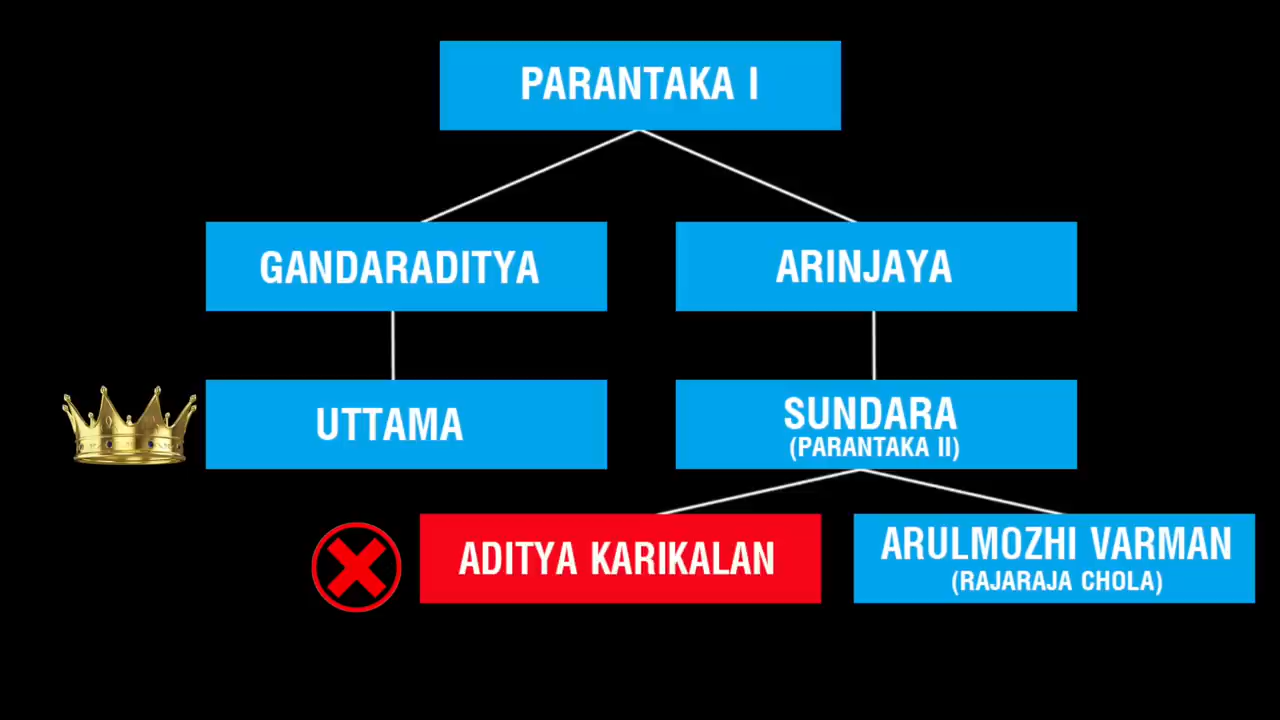 PARANTAKA I
GANDARADITYA
ARINJAYA
UTTAMA
SUNDARA
(PARANTAKA II)
ADITYA KARIKALAN
ARULMOZHI VARMAN
(RAJARAJA CHOLA)